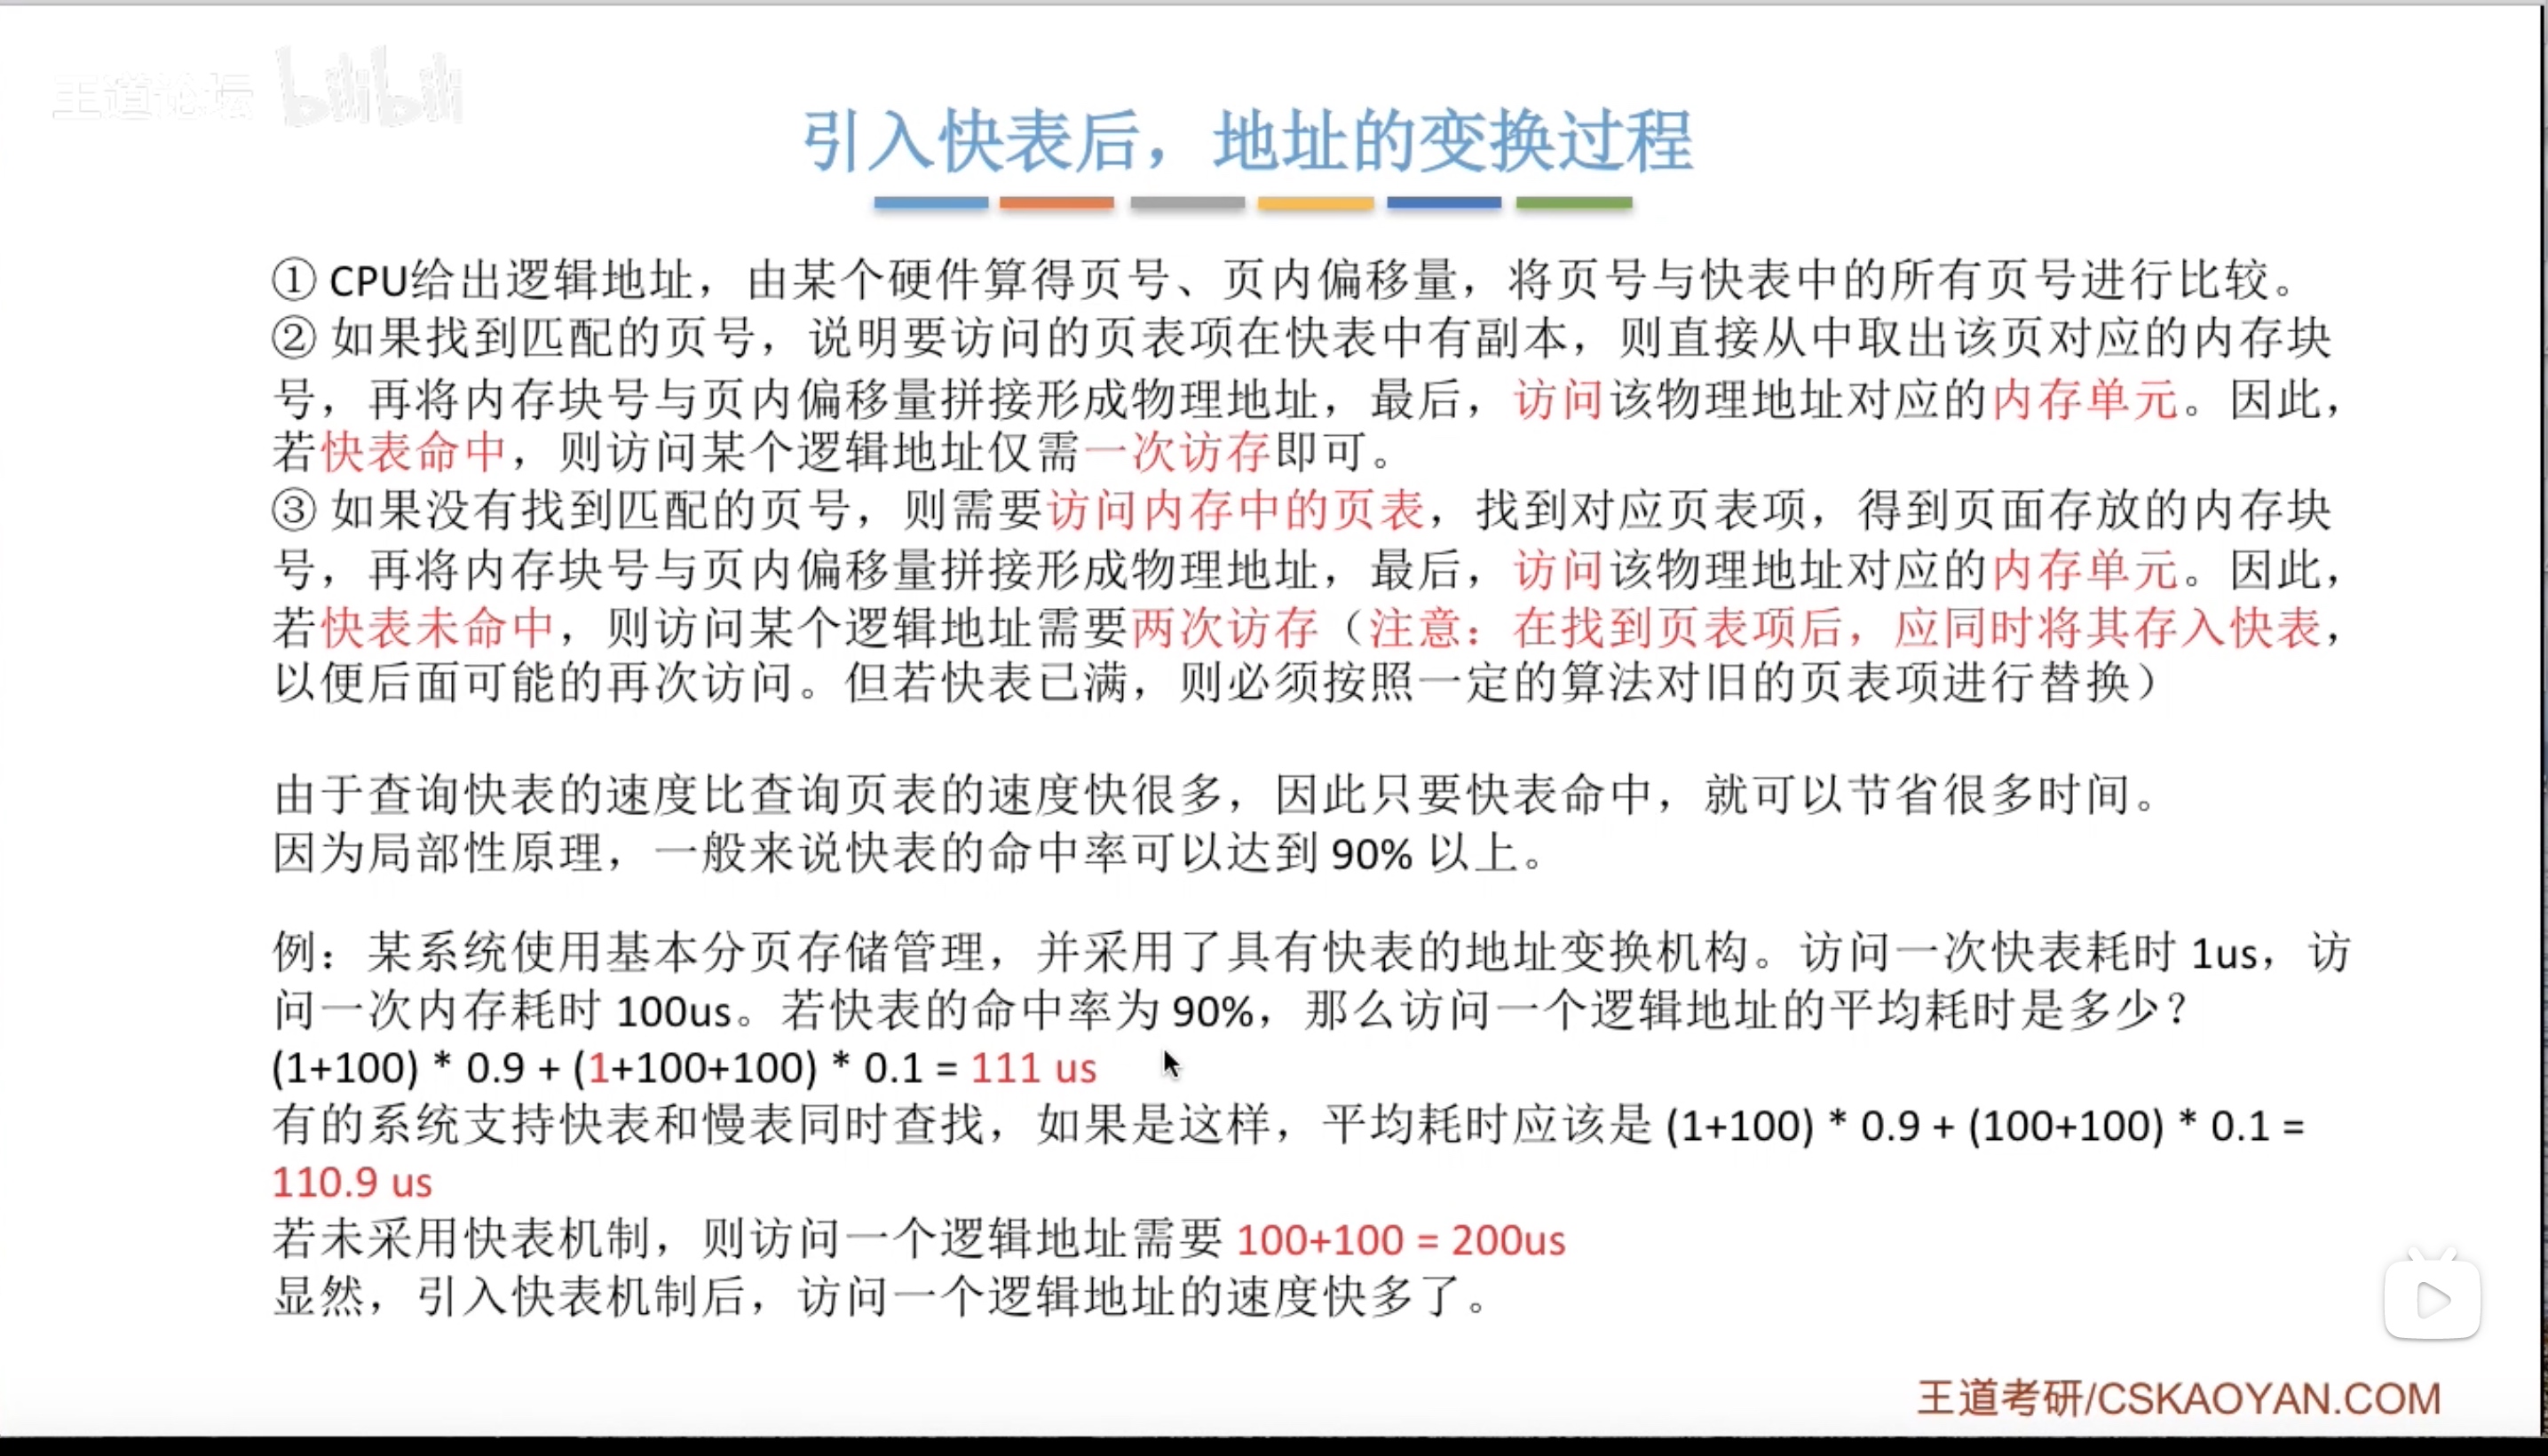 王道论坛 bilibili
引入快表后，地址的变换过程
① CPU给出逻辑地址，由某个硬件算得页号、页内偏移量，将页号与快表中的所有页号进行比较。
② 如果找到匹配的页号，说明要访问的页表项在快表中有副本，则直接从中取出该页对应的内存块
号，再将内存块号与页内偏移量拼接形成物理地址，最后，访问该物理地址对应的内存单元。因此，
若快表命中，则访问某个逻辑地址仅需一次访存即可。
③ 如果没有找到匹配的页号，则需要访问内存中的页表，找到对应页表项，得到页面存放的内存块
号，再将内存块号与页内偏移量拼接形成物理地址，最后，访问该物理地址对应的内存单元。因此，
若快表未命中，则访问某个逻辑地址需要两次访存（注意：在找到页表项后，应同时将其存入快表，
以便后面可能的再次访问。但若快表已满，则必须按照一定的算法对旧的页表项进行替换）
由于查询快表的速度比查询页表的速度快很多，因此只要快表命中，就可以节省很多时间。
因为局部性原理，一般来说快表的命中率可以达到 90% 以上。
例：某系统使用基本分页存储管理，并采用了具有快表的地址变换机构。访问一次快表耗时 1us，访
问一次内存耗时 100us。若快表的命中率为 90%，那么访问一个逻辑地址的平均耗时是多少？
(1+100) * 0.9 + (1+100+100) * 0.1 = 111 us
有的系统支持快表和慢表同时查找，如果是这样，平均耗时应该是 (1+100) * 0.9 + (100+100) * 0.1 =
110.9 us
若未采用快表机制，则访问一个逻辑地址需要 100+100 = 200us
显然，引入快表机制后，访问一个逻辑地址的速度快多了。
王道考研/CSKAOYAN.COM